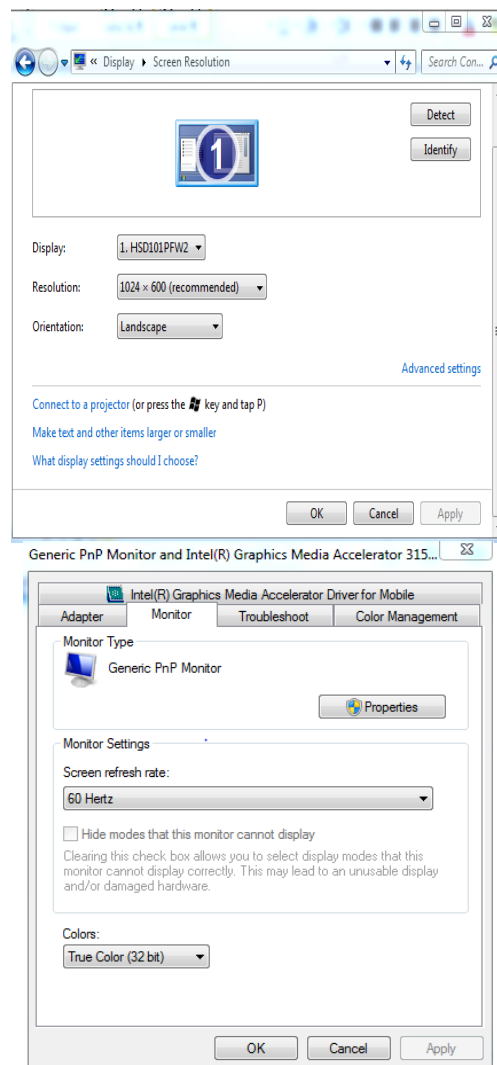 « Display Screen Resolution
Search Con...
1
Detect
Identify
Display:
1. HSD101PFW2
Resolution:
1024 × 600 (recommended)
Orientation:
Landscape
Advanced settings
Connect to a projector (or press the key and tap P)
Make text and other items larger or smaller
What display settings should I choose?
OK Cancel Apply
Generic PnP Monitor and Intel(R) Graphics Media Accelerator 315...
Intel(R) Graphics Media Accelerator Driver for Mobile
Adapter Monitor Troubleshoot Color Management
Monitor Type
Generic PnP Monitor
Properties
Monitor Settings
Screen refresh rate:
60 Hertz
Hide modes that this monitor cannot display
Clearing this check box allows you to select display modes that this
monitor cannot display correctly. This may lead to an unusable display
and/or damaged hardware.
Colors:
True Color (32 bit)
OK Cancel Apply